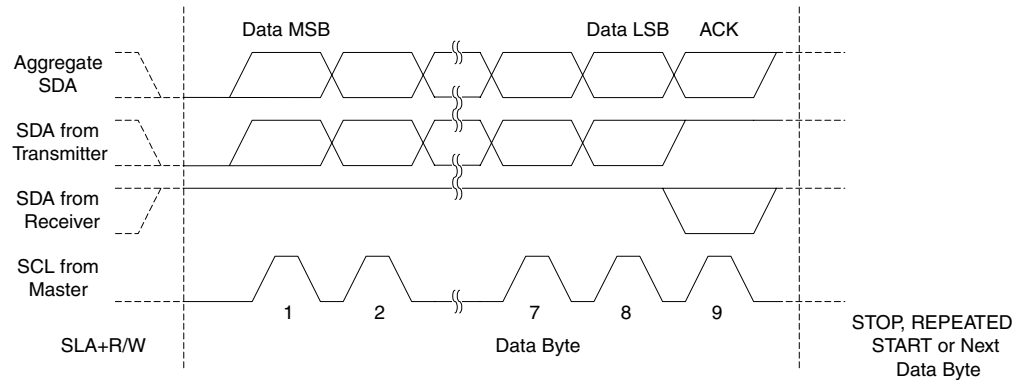 Data MSB
Data LSB
ACK
Aggregate
SDA
SDA from
Transmitter
SDA from
Receiver
SCL from
Master
1
2
7
8
9
SLA+R/W
Data Byte
STOP, REPEATED
START or Next
Data Byte